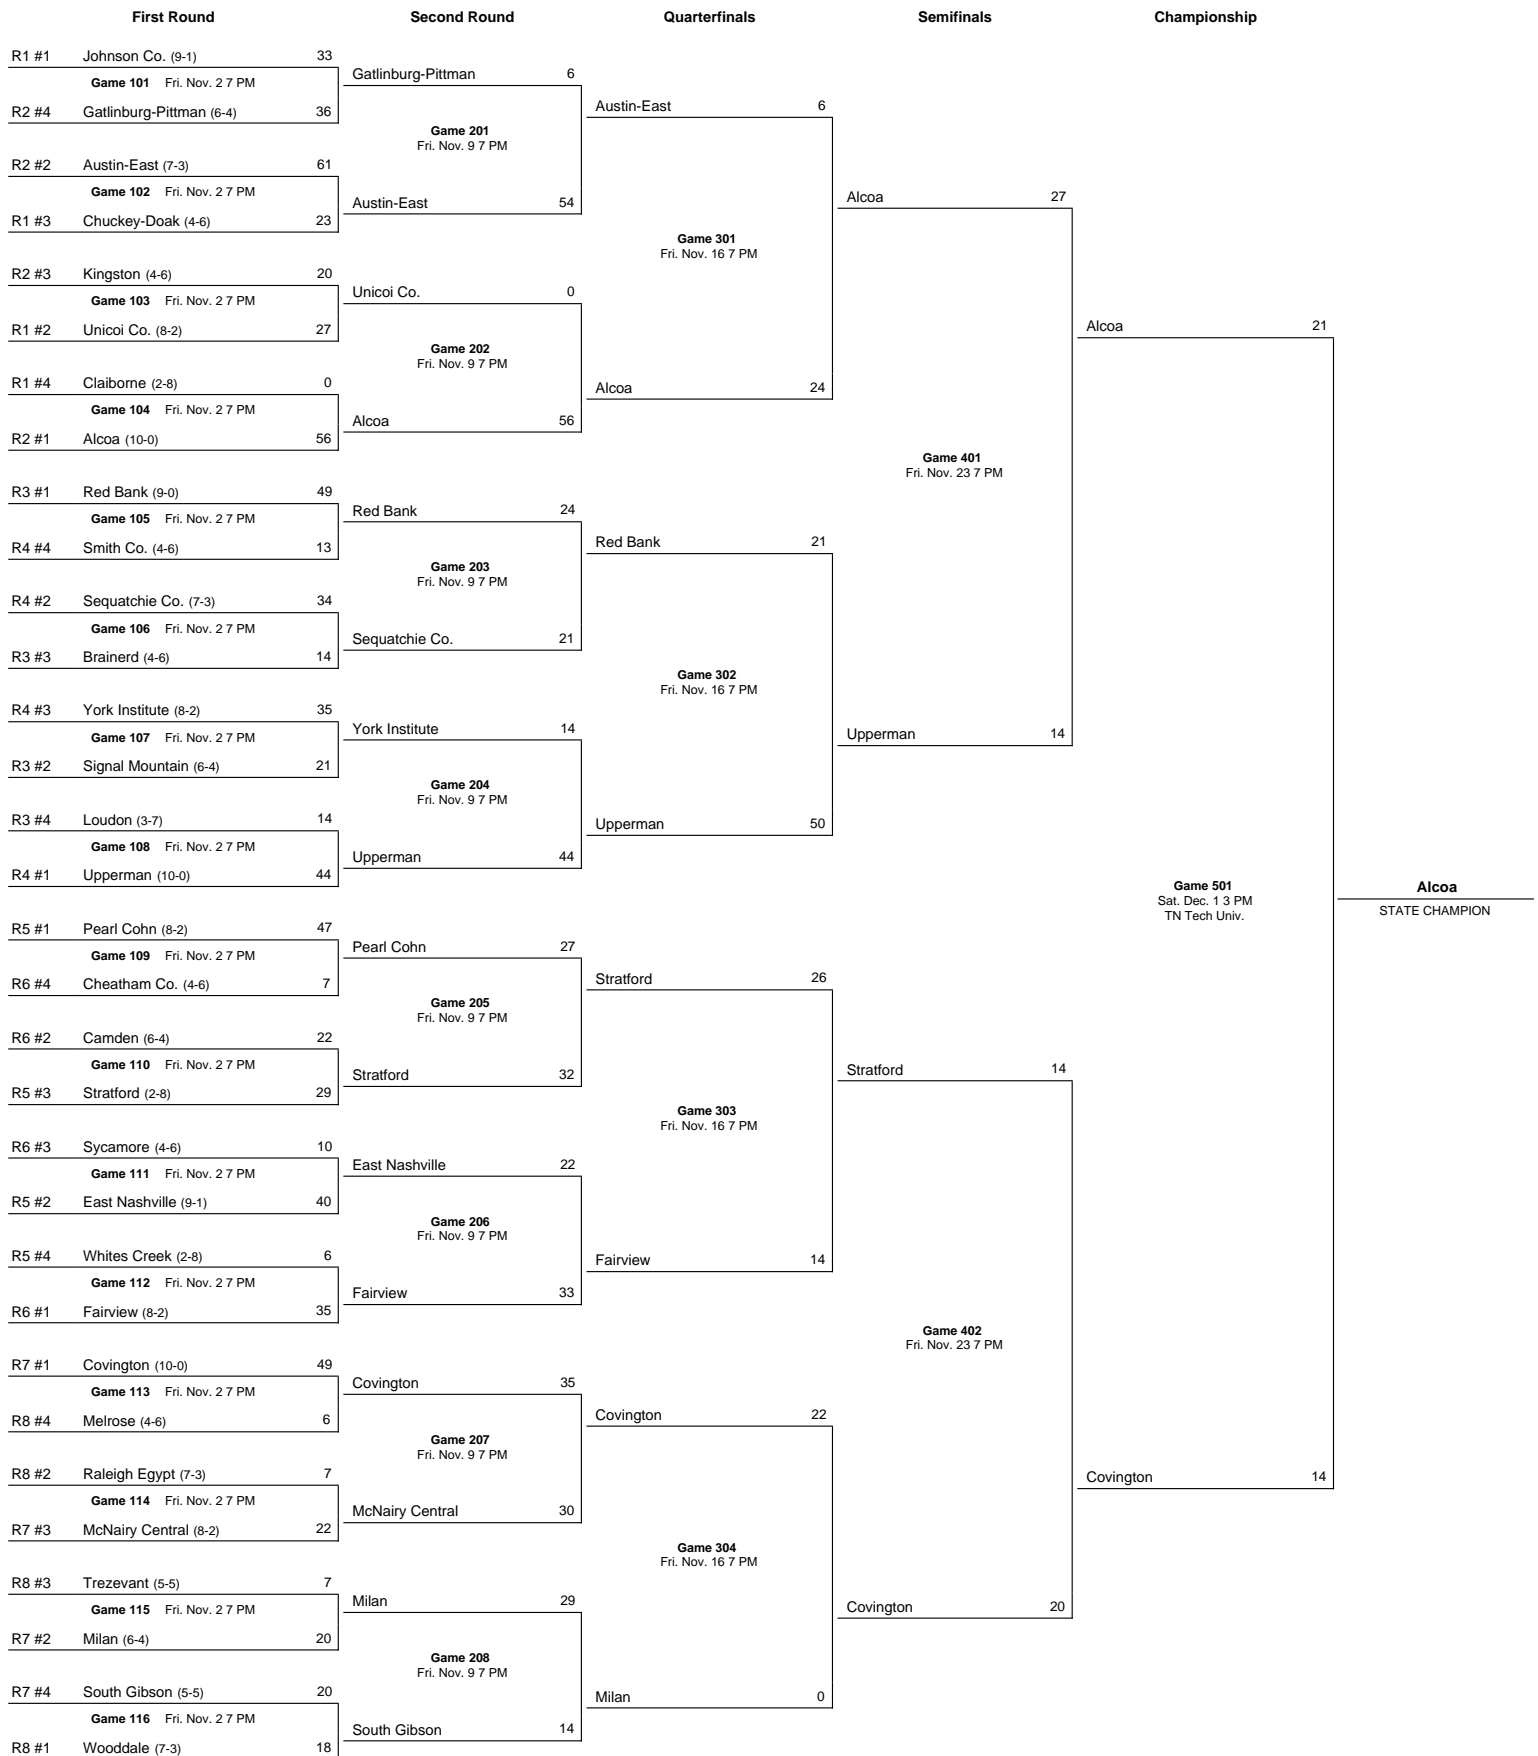 First Round Second Round Quarterfinals Semifinals Championship
R1 #1 Johnson Co. (9-1) 33
Game 101 Fri. Nov. 2 7 PM
R2 #4 Gatlinburg-Pittman (6-4) 36
R2 #2 Austin-East (7-3) 61
Game 102 Fri. Nov. 2 7 PM
R1 #3 Chuckey-Doak (4-6) 23
R2 #3 Kingston (4-6) 20
Game 103 Fri. Nov. 2 7 PM
R1 #2 Unicoi Co. (8-2) 27
R1 #4 Claiborne (2-8) 0
Game 104 Fri. Nov. 2 7 PM
R2 #1 Alcoa (10-0) 56
R3 #1 Red Bank (9-0) 49
Game 105 Fri. Nov. 2 7 PM
R4 #4 Smith Co. (4-6) 13
R4 #2 Sequatchie Co. (7-3) 34
Game 106 Fri. Nov. 2 7 PM
R3 #3 Brainerd (4-6) 14
R4 #3 York Institute (8-2) 35
Game 107 Fri. Nov. 2 7 PM
R3 #2 Signal Mountain (6-4) 21
R3 #4 Loudon (3-7) 14
Game 108 Fri. Nov. 2 7 PM
R4 #1 Upperman (10-0) 44
R5 #1 Pearl Cohn (8-2) 47
Game 109 Fri. Nov. 2 7 PM
R6 #4 Cheatham Co. (4-6) 7
R6 #2 Camden (6-4) 22
Game 110 Fri. Nov. 2 7 PM
R5 #3 Stratford (2-8) 29
R6 #3 Sycamore (4-6) 10
Game 111 Fri. Nov. 2 7 PM
R5 #2 East Nashville (9-1) 40
R5 #4 Whites Creek (2-8) 6
Game 112 Fri. Nov. 2 7 PM
R6 #1 Fairview (8-2) 35
R7 #1 Covington (10-0) 49
Game 113 Fri. Nov. 2 7 PM
R8 #4 Melrose (4-6) 6
R8 #2 Raleigh Egypt (7-3) 7
Game 114 Fri. Nov. 2 7 PM
R7 #3 McNairy Central (8-2) 22
R8 #3 Trezevant (5-5) 7
Game 115 Fri. Nov. 2 7 PM
R7 #2 Milan (6-4) 20
R7 #4 South Gibson (5-5) 20
Game 116 Fri. Nov. 2 7 PM
R8 #1 Wooddale (7-3) 18
Gatlinburg-Pittman 6
Game 201
Fri. Nov. 9 7 PM
Austin-East 54
Unicoi Co. 0
Game 202
Fri. Nov. 9 7 PM
Alcoa 56
Red Bank 24
Game 203
Fri. Nov. 9 7 PM
Sequatchie Co. 21
York Institute 14
Game 204
Fri. Nov. 9 7 PM
Upperman 44
Pearl Cohn 27
Game 205
Fri. Nov. 9 7 PM
Stratford 32
East Nashville 22
Game 206
Fri. Nov. 9 7 PM
Fairview 33
Covington 35
Game 207
Fri. Nov. 9 7 PM
McNairy Central 30
Milan 29
Game 208
Fri. Nov. 9 7 PM
South Gibson 14
Austin-East 6
Game 301
Fri. Nov. 16 7 PM
Alcoa 24
Red Bank 21
Game 302
Fri. Nov. 16 7 PM
Upperman 50
Stratford 26
Game 303
Fri. Nov. 16 7 PM
Fairview 14
Covington 22
Game 304
Fri. Nov. 16 7 PM
Milan 0
Alcoa 27
Game 401
Fri. Nov. 23 7 PM
Upperman 14
Stratford 14
Game 402
Fri. Nov. 23 7 PM
Covington 20
Alcoa 21
Game 501
Sat. Dec. 1 3 PM
TN Tech Univ.
Covington 14
Alcoa
STATE CHAMPION